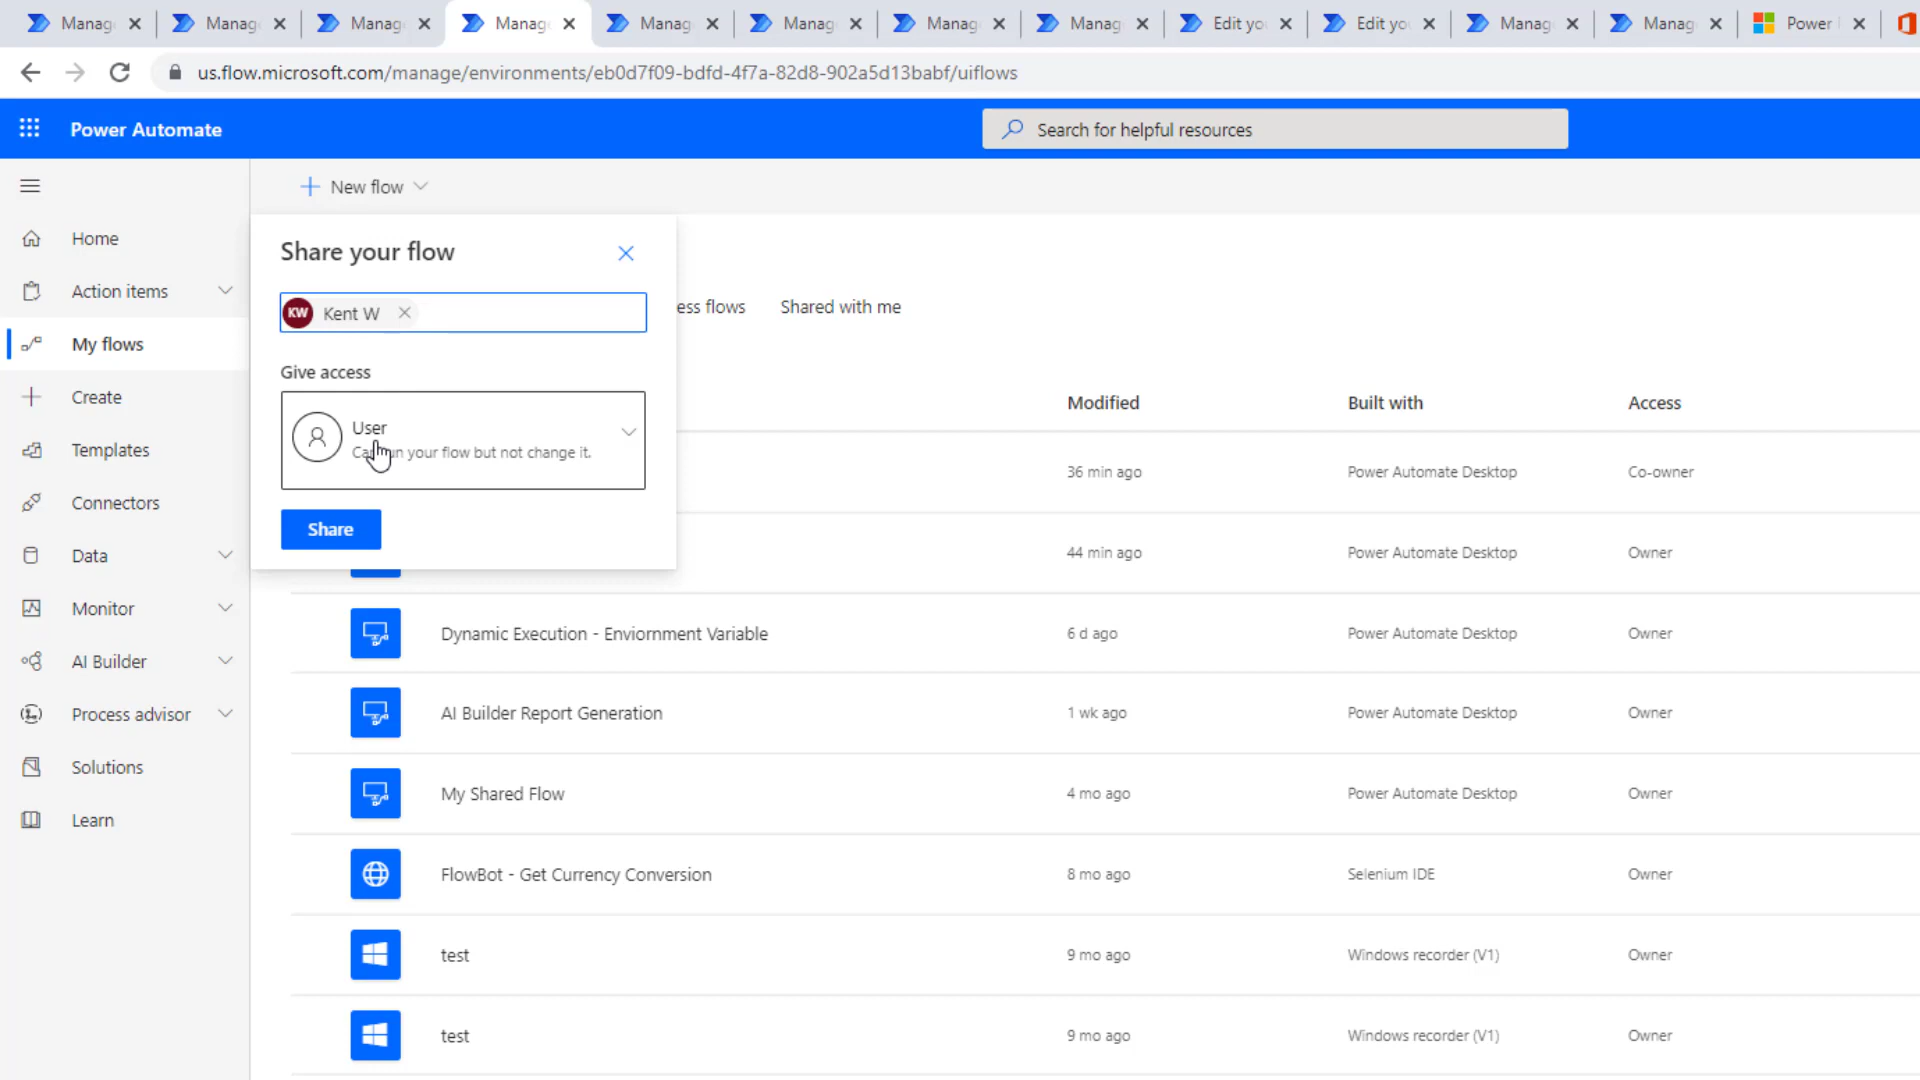 Manag Manag Manag Manag Manag Manag Manag Manag Edit yo Edit yo Manag Manag Power
us.flow.microsoft.com/manage/environments/eb0d7f09-bdfd-4f7a-82d8-902a5d13babf/uiflows
Power Automate
Search for helpful resources
New flow
Home
Action items
My flows
Create
Templates
Connectors
Data
Monitor
AI Builder
Process advisor
Solutions
Learn
Share your flow
KW Kent W
Give access
User
your flow but not change it.
Share
ess flows Shared with me
Modified Built with Access
36 min ago Power Automate Desktop Co-owner
44 min ago Power Automate Desktop Owner
Dynamic Execution - Enviornment Variable 6 d ago Power Automate Desktop Owner
AI Builder Report Generation 1 wk ago Power Automate Desktop Owner
My Shared Flow 4 mo ago Power Automate Desktop Owner
FlowBot - Get Currency Conversion 8 mo ago Selenium IDE Owner
test 9 mo ago Windows recorder (V1) Owner
test 9 mo ago Windows recorder (V1) Owner